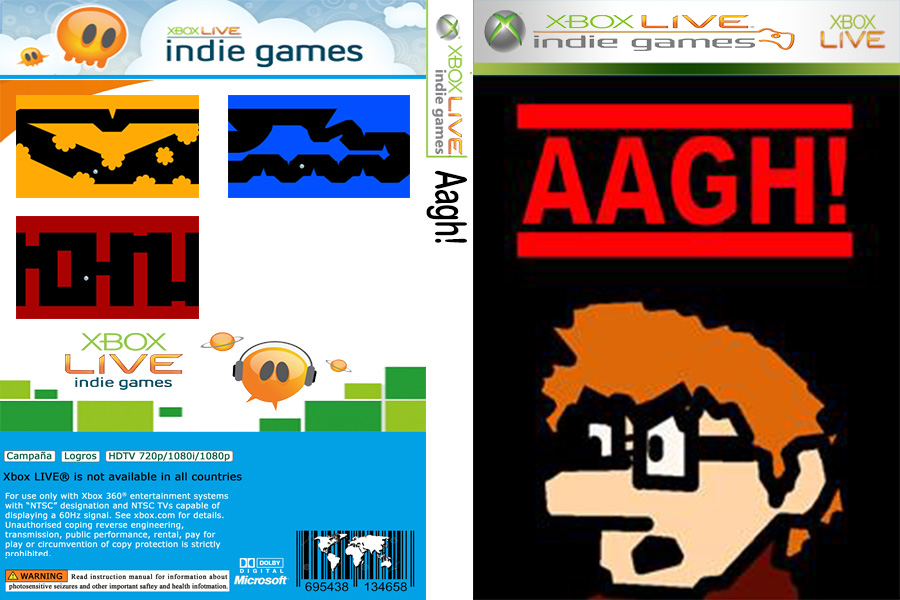 XBOX LIVE
indie games
XBOX LIVE
indie games
Campaña Logros HDTV 720p/1080i/1080p
Xbox LIVE® is not available in all countries
For use only with Xbox 360® entertainment systems
with “NTSC” designation and NTSC TVs capable of
displaying a 60Hz signal. See xbox.com for details.
Unauthorised coping reverse engineering,
transmission, public performance, rental, pay for
play or circumvention of copy protection is strictly
prohibited.
WARNING Read instruction manual for information about
photosensitive seizures and other important saftey and health infotmation.
DOLBY
DIGITAL
Microsoft
695438 134658
XBOX LIVE
indie games
Aagh!
XBOX LIVE
indie games
XBOX
LIVE
AAGH!